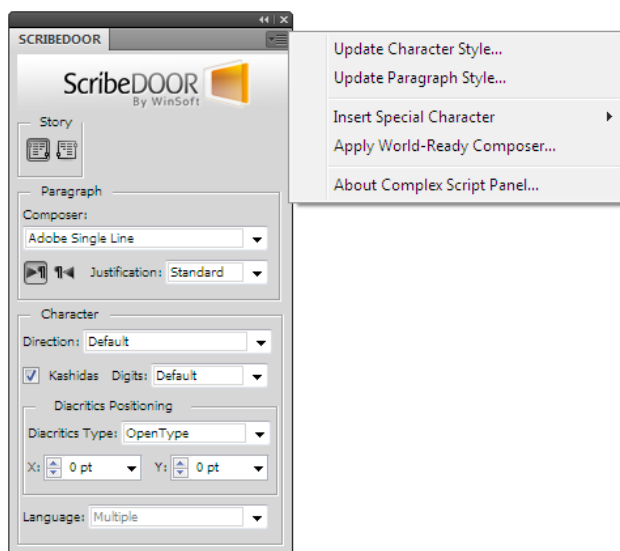 SCRIBEDOOR
ScribeDOOR
By WinSoft
Story
Paragraph
Composer:
Adobe Single Line
Justification: Standard
Character
Direction: Default
Kashidas Digits: Default
Diacritics Positioning
Diacritics Type: OpenType
X: 0 pt Y: 0 pt
Language: Multiple
Update Character Style...
Update Paragraph Style...
Insert Special Character
Apply World-Ready Composer...
About Complex Script Panel...